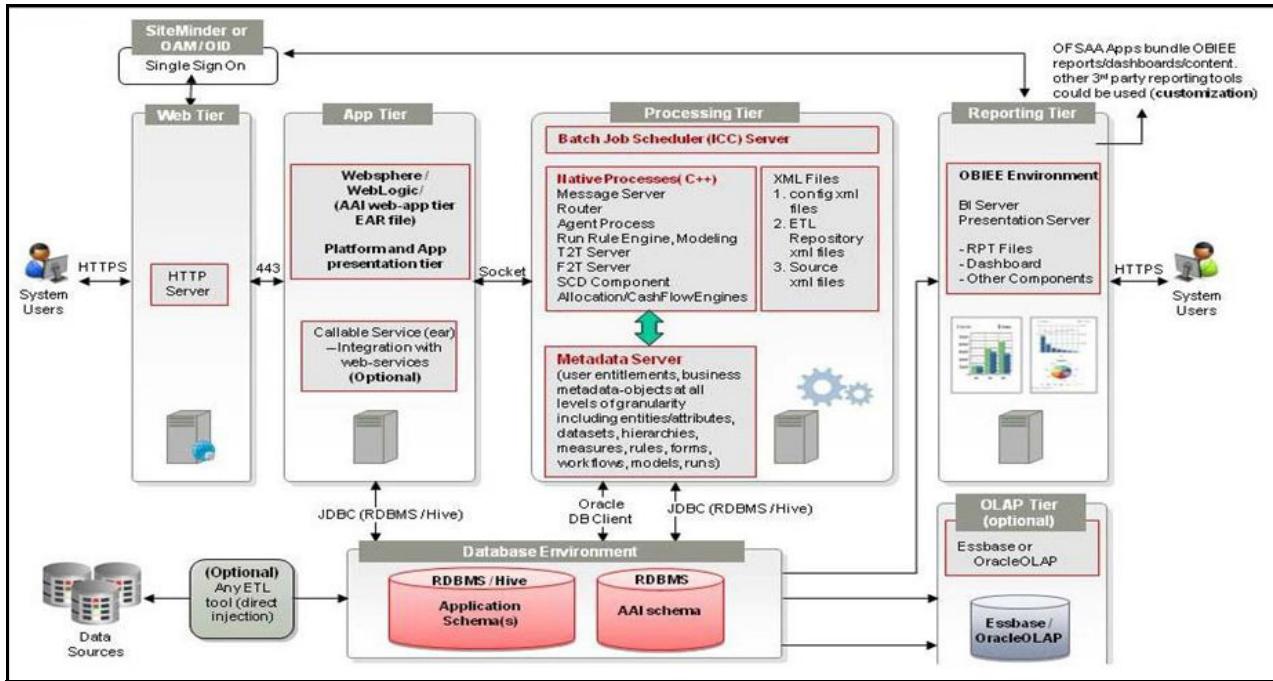 SiteMinder or
OAM/OID
Single Sign On
OFSAA Apps bundle OBIEE
reports/dashboards/content.
other 3rd party reporting tools
could be used (customization)
Web Tier
HTTP
Server
System
Users
HTTPS
443
App Tier
Websphere /
WebLogic/
(AAI web-app tier
EAR file)
Platform and App
presentation tier
Callable Service (ear)
–Integration with
web-services
(Optional)
Socket
Processing Tier
Batch Job Scheduler (ICC) Server
Native Processes( C++)
Message Server
Router
Agent Process
Run Rule Engine, Modeling
T2T Server
F2T Server
SCD Component
Allocation/CashFlowEngines
XML Files
1. config xml
files
2. ETL
Repository
xml files
3. Source
xml files
Metadata Server
(user entitlements, business
metadata-objects at all
levels of granularity
including entities/attributes,
datasets, hierarchies,
measures, rules, forms,
workflows, models, runs)
Reporting Tier
OBIEE Environment
BI Server
Presentation Server
- RPT Files
- Dashboard
- Other Components
HTTPS
System
Users
JDBC (RDBMS /Hive)
Oracle
DB Client
JDBC (RDBMS /Hive)
Database Environment
RDBMS / Hive
Application
Schema(s)
RDBMS
AAI schema
(Optional)
Any ETL
tool (direct
injection)
Data
Sources
OLAP Tier
(optional)
Essbase or
OracleOLAP
Essbase /
OracleOLAP